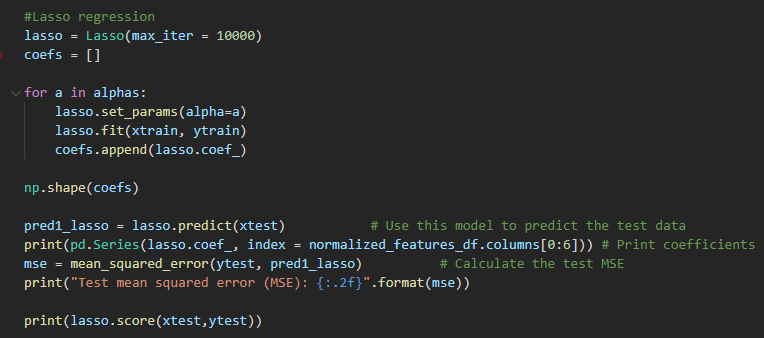 #Lasso regression
lasso = Lasso(max_iter = 10000)
coefs = []
for a in alphas:
    lasso.set_params(alpha=a)
    lasso.fit(xtrain, ytrain)
    coefs.append(lasso.coef_)
np.shape(coefs)
pred1_lasso = lasso.predict(xtest)           # Use this model to predict the test data
print(pd.Series(lasso.coef_, index = normalized_features_df.columns[0:6])) # Print coefficients
mse = mean_squared_error(ytest, pred1_lasso)          # Calculate the test MSE
print("Test mean squared error (MSE): {:.2f}".format(mse))
print(lasso.score(xtest,ytest))